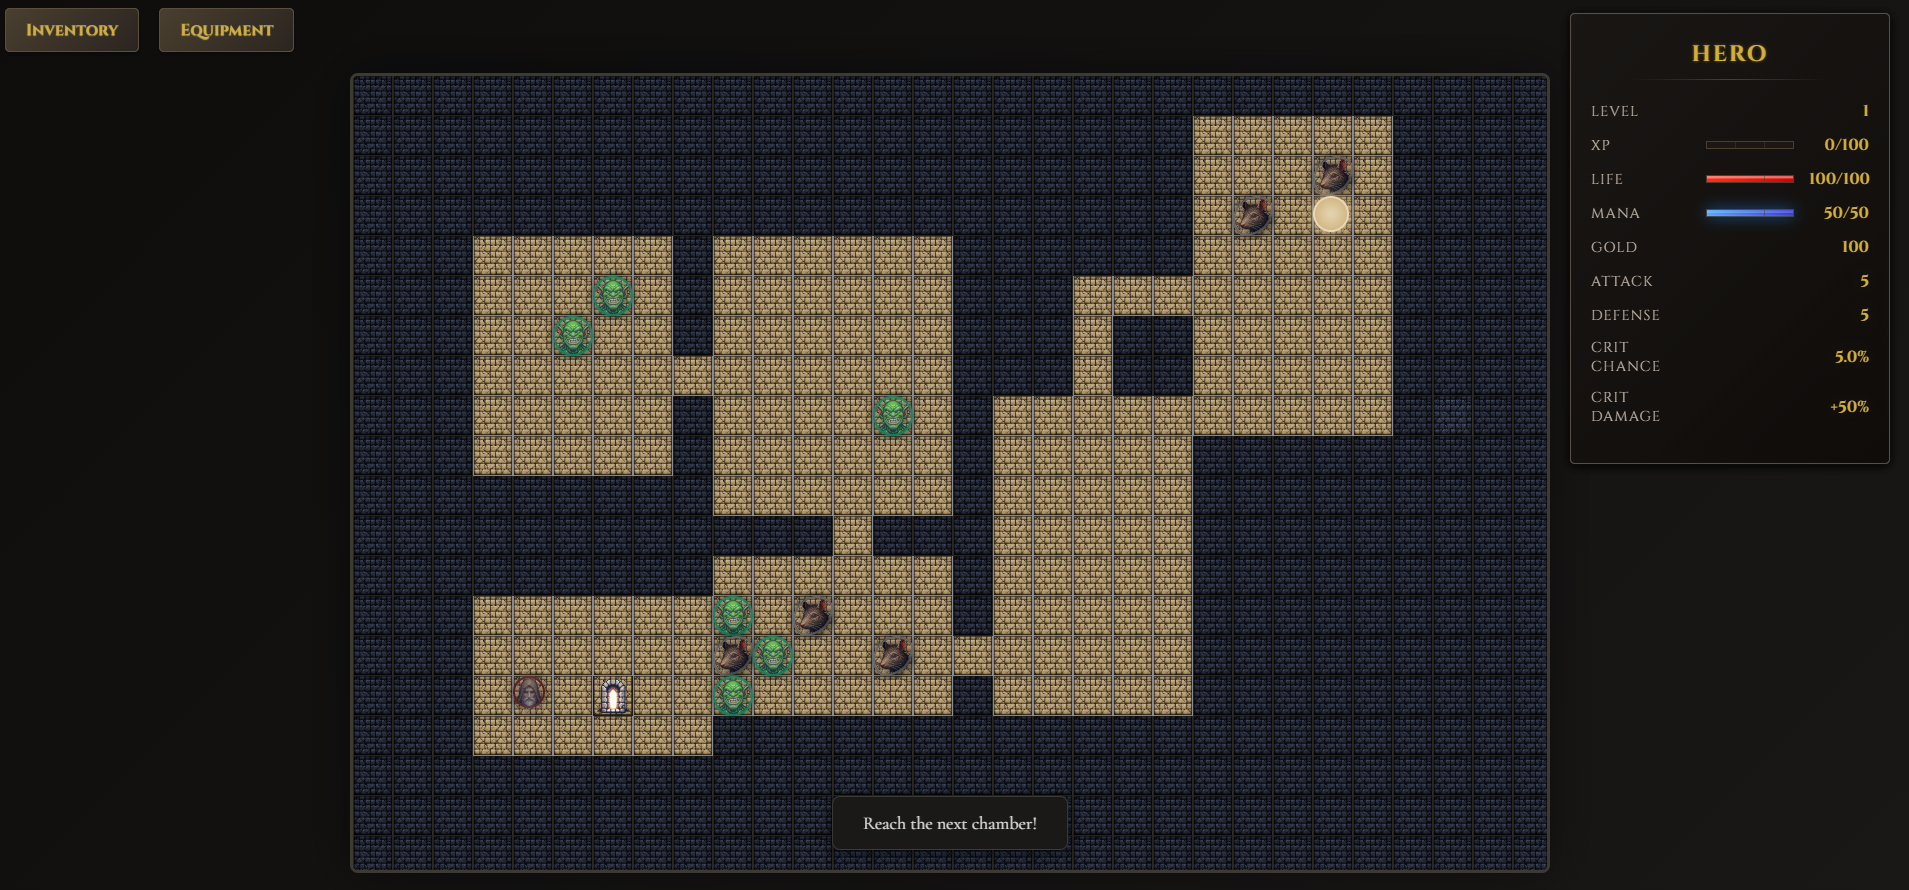 Inventory
Equipment
HERO
LEVEL 1
XP 0/100
LIFE 100/100
MANA 50/50
GOLD 100
ATTACK 5
DEFENSE 5
CRIT
CHANCE 5.0%
CRIT
DAMAGE +50%
Reach the next chamber!